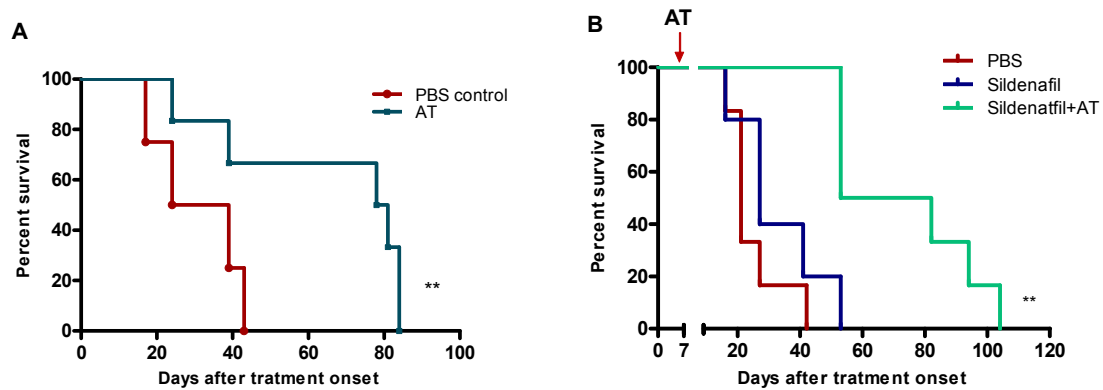 A
Percent survival
100
80
60
40
20
0
0 20 40 60 80 100
Days after tratment onset
PBS control
AT
**
B
AT
Percent survival
100
80
60
40
20
0
0 7 20 40 60 80 100 120
Days after tratment onset
PBS
Sildenafil
Sildenatfil+AT
**